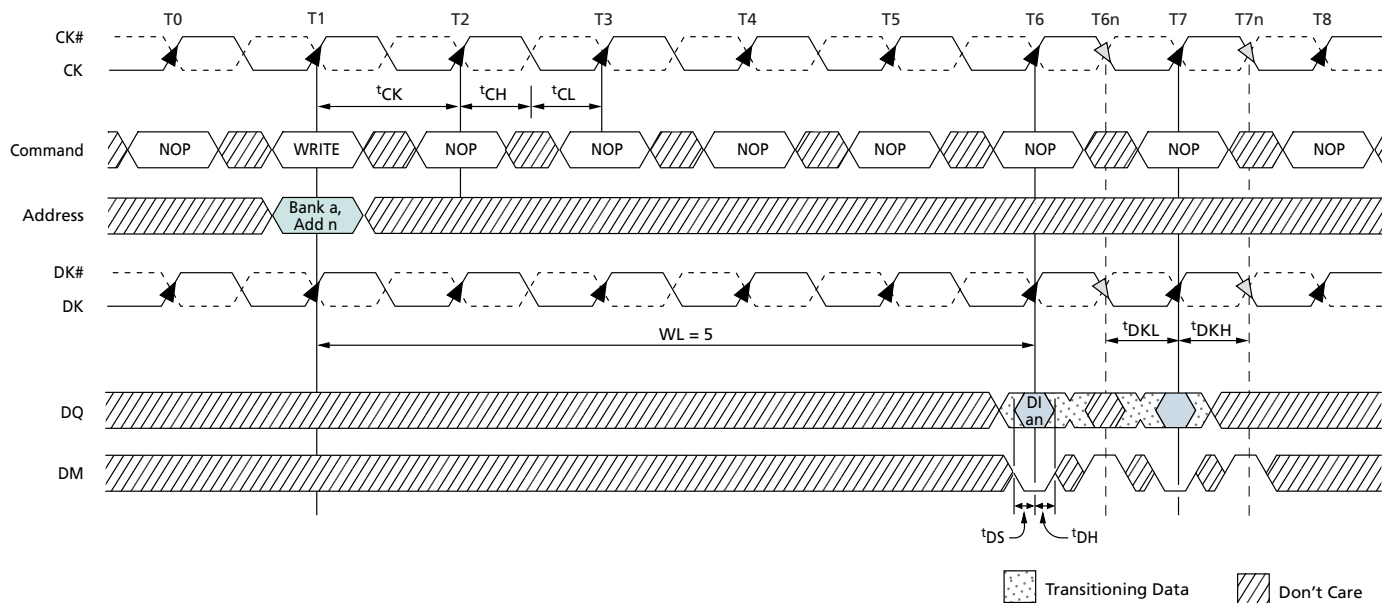 T0 T1 T2 T3 T4 T5 T6 T6n T7 T7n T8
CK#
CK
tCK tCH tCL
Command NOP WRITE NOP NOP NOP NOP NOP NOP NOP
Address
Bank a,
Add n
DK#
DK
WL = 5
tDKL tDKH
DQ
DI
an
DM
tDS tDH
Transitioning Data
Don't Care